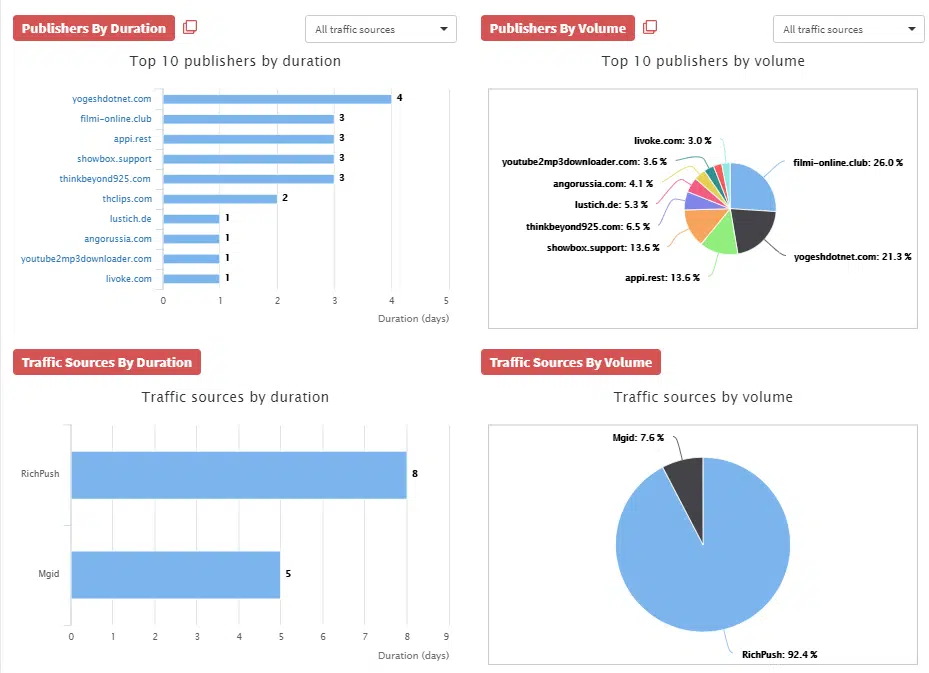 Publishers By Duration
All traffic sources
Top 10 publishers by duration
yogeshdotnet.com
4
filmi-online.club
3
appi.rest
3
showbox.support
3
thinkbeyond925.com
3
thclips.com
2
lustich.de
1
angorussia.com
1
youtube2mp3downloader.com
1
livoke.com
1
0 1 2 3 4 5
Duration (days)
Publishers By Volume
All traffic sources
Top 10 publishers by volume
livoke.com: 3.0 %
youtube2mp3downloader.com: 3.6 %
filmi-online.club: 26.0 %
angorussia.com: 4.1 %
lustich.de: 5.3 %
thinkbeyond925.com: 6.5 %
showbox.support: 13.6 %
yogeshdotnet.com: 21.3 %
appi.rest: 13.6 %
Traffic Sources By Duration
Traffic sources by duration
RichPush
8
Mgid
5
0 1 2 3 4 5 6 7 8 9
Duration (days)
Traffic Sources By Volume
Traffic sources by volume
Mgid: 7.6 %
RichPush: 92.4 %